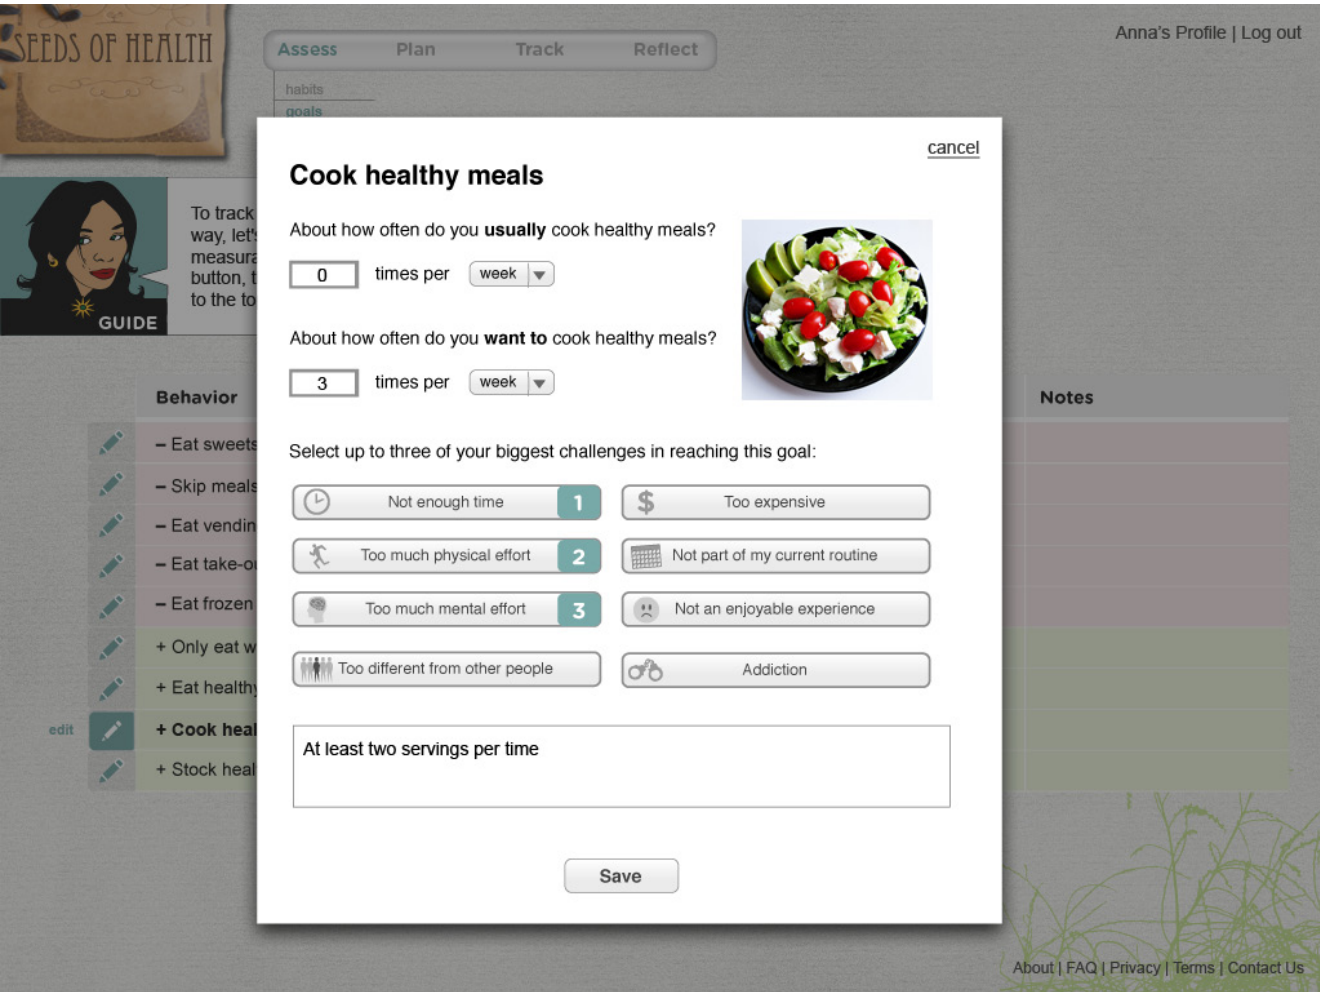 SEEDS OF HEALTH
Assess Plan Track Reflect
Anna's Profile | Log out
habits
goals
cancel
Cook healthy meals
To track
way, let's
measura
button, t
to the to
GUIDE
About how often do you usually cook healthy meals?
0 times per week
About how often do you want to cook healthy meals?
3 times per week
Behavior
Notes
Select up to three of your biggest challenges in reaching this goal:
Not enough time 1
$ Too expensive
Too much physical effort 2
Not part of my current routine
Too much mental effort 3
Not an enjoyable experience
Too different from other people
Addiction
– Eat sweets
– Skip meals
– Eat vendin
– Eat take-o
– Eat frozen
+ Only eat w
+ Eat healthy
edit + Cook heal
+ Stock heal
At least two servings per time
Save
About | FAQ | Privacy | Terms | Contact Us